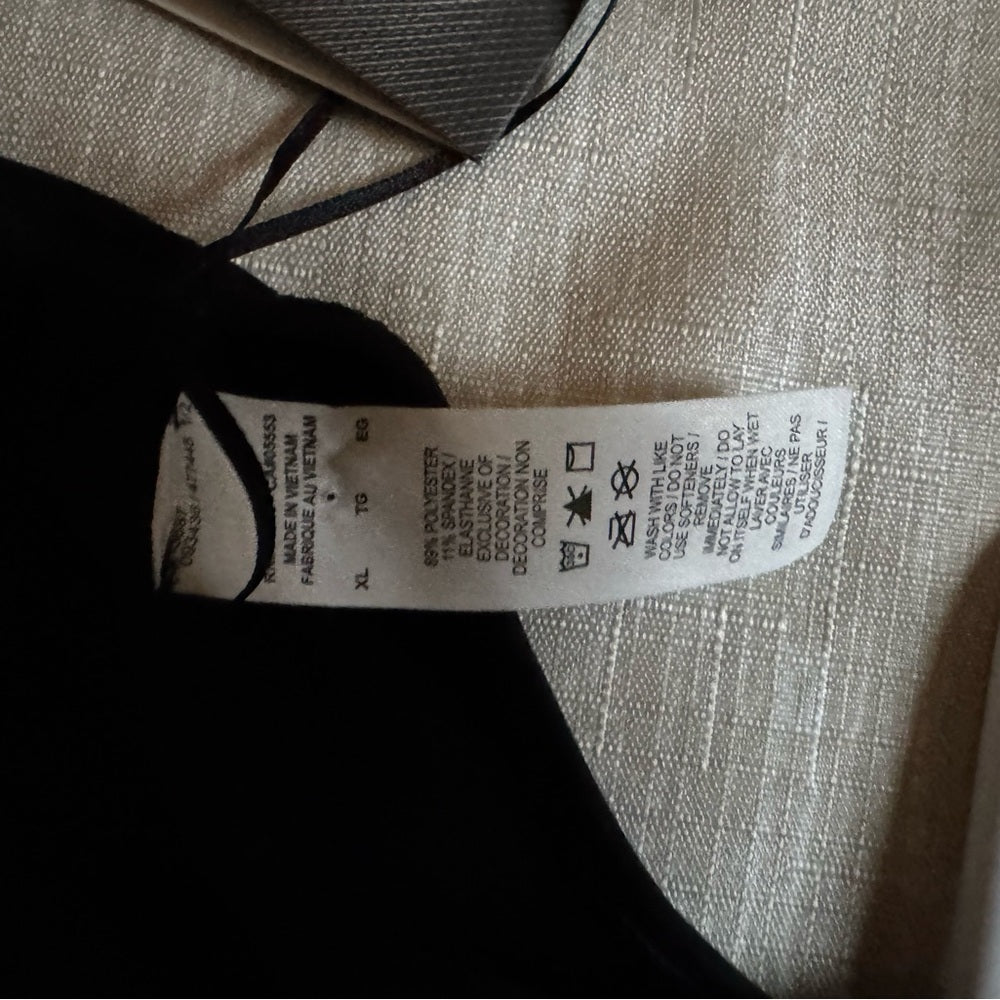 MADE IN VIETNAM
FABRIQUE AU VIETNAM
XL TG EG
89% POLYESTER
11% SPANDEX /
ELASTHANNE
EXCLUSIVE OF
DECORATION /
DECORATION NON
COMPRISE
WASH WITH LIKE
COLORS / DO NOT
USE SOFTENERS /
REMOVE
IMMEDIATELY / DO
NOT ALLOW TO LAY
ON ITSELF WHEN WET
LAVER AVEC
COULEURS
SIMILAIRES / NE PAS
UTILISER
D'ADOUCISSEUR /